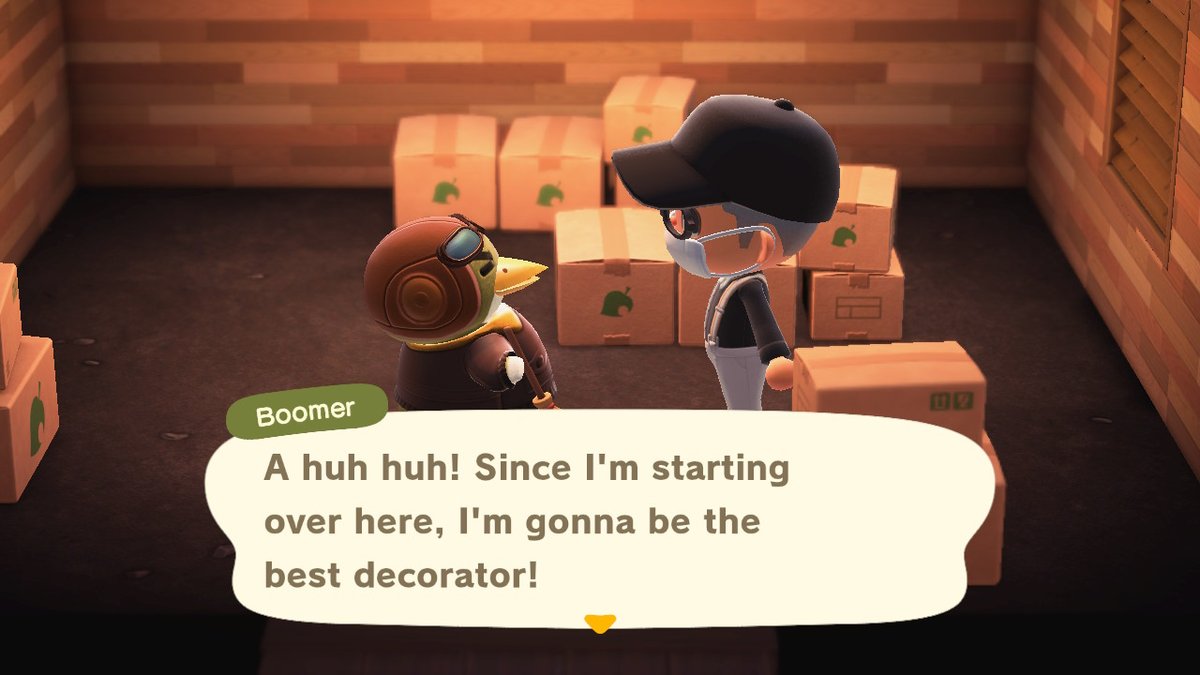 Boomer
A huh huh! Since I'm starting
over here, I'm gonna be the
best decorator!